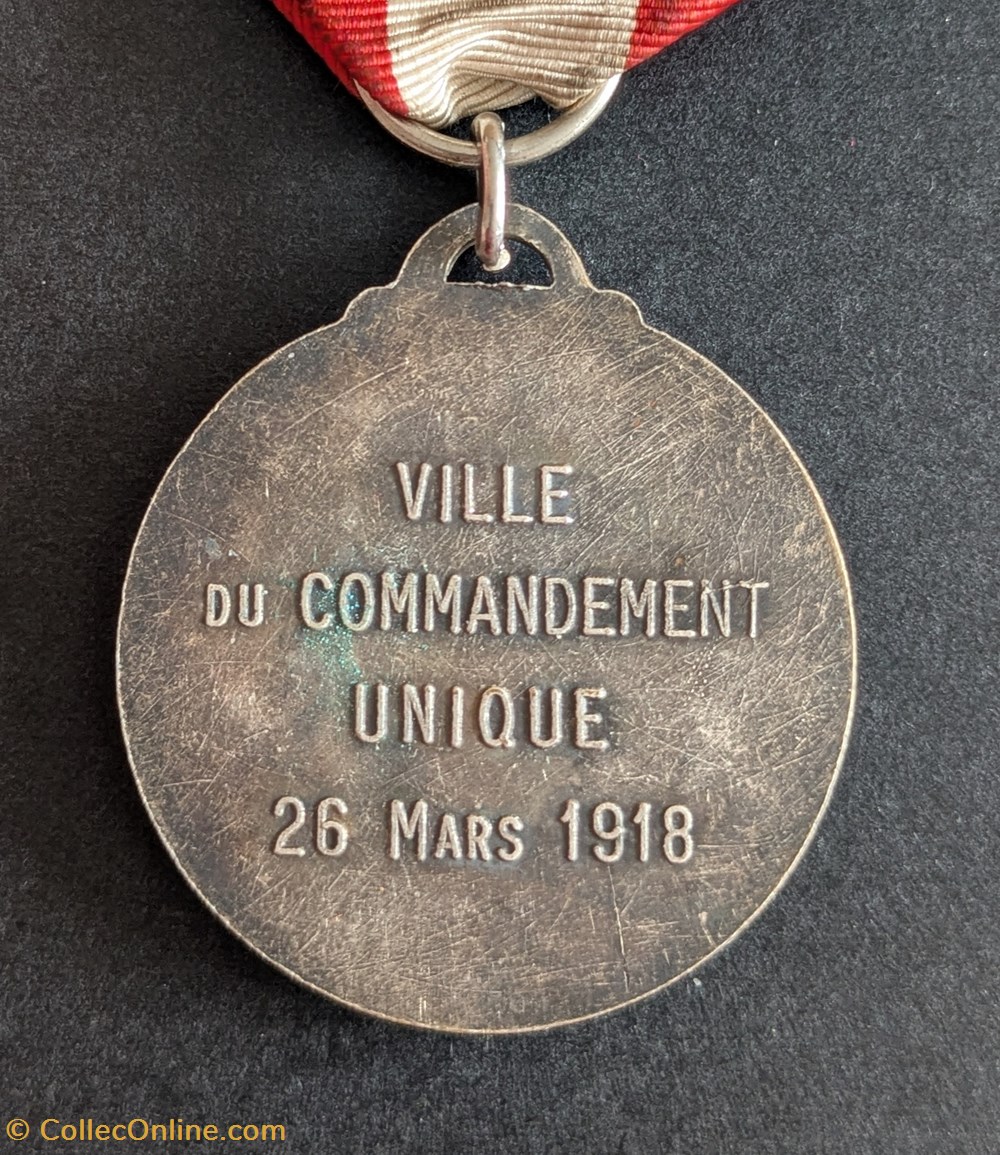 VILLE
DU COMMANDEMENT
UNIQUE
26 MARS 1918
© CollecOnline.com